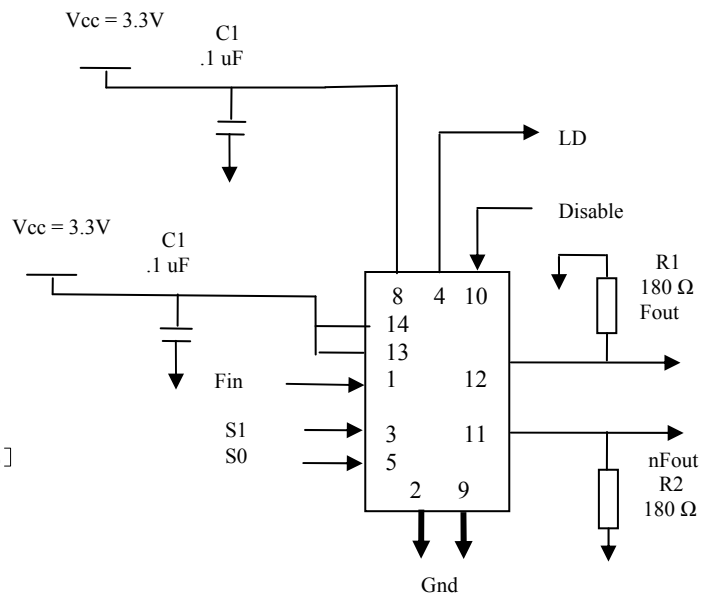 Vcc = 3.3V
C1
.1 uF
LD
Disable
Vcc = 3.3V
C1
.1 uF
R1
180 Ω
Fout
8 4 10
14
13
1 12
Fin
3 11
S1
S0
5
nFout
R2
180 Ω
2 9
Gnd